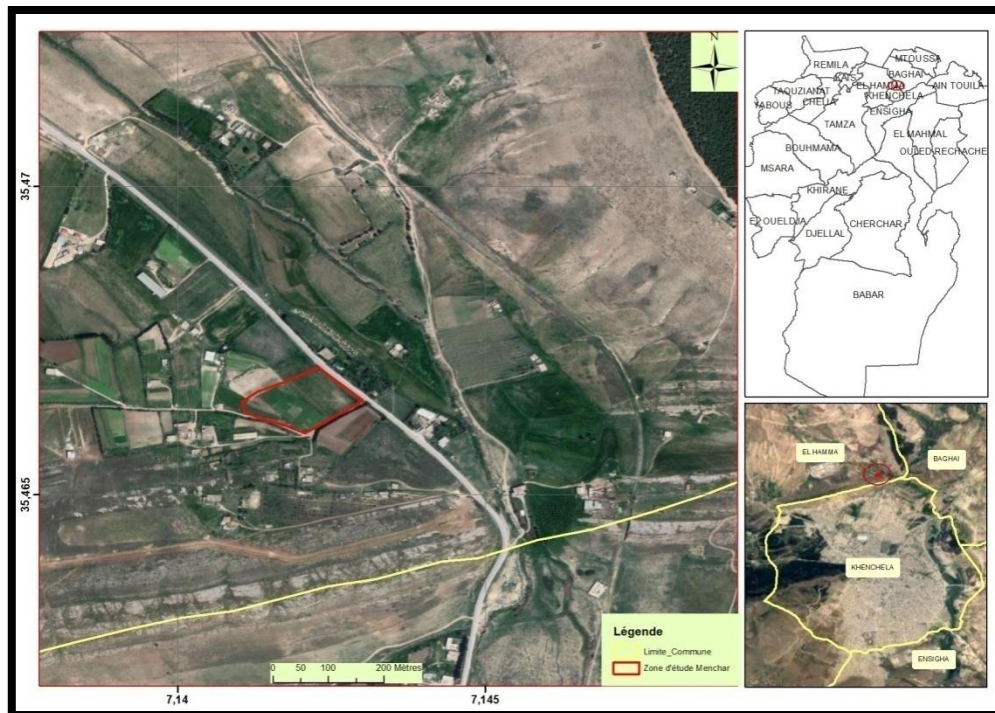 N
35,47
35,465
7,14
7,145
0 50 100 200 Mètres
Légende
Limite_Commune
Zone d'étude Menchar
REMILA
MTOUSSA
KAIS
BAGHAI
TAOUZIANAT
EL HAMMA
AIN TOUILA
YABOUS
CHELIA
KHENCHELA
ENSIGHA
TAMZA
EL MAHMAL
BOUHMAMA
OULED RECHACHE
MSARA
KHIRANE
EL OUELDJA
CHERCHAR
DJELLAL
BABAR
EL HAMMA
BAGHAI
KHENCHELA
ENSIGHA